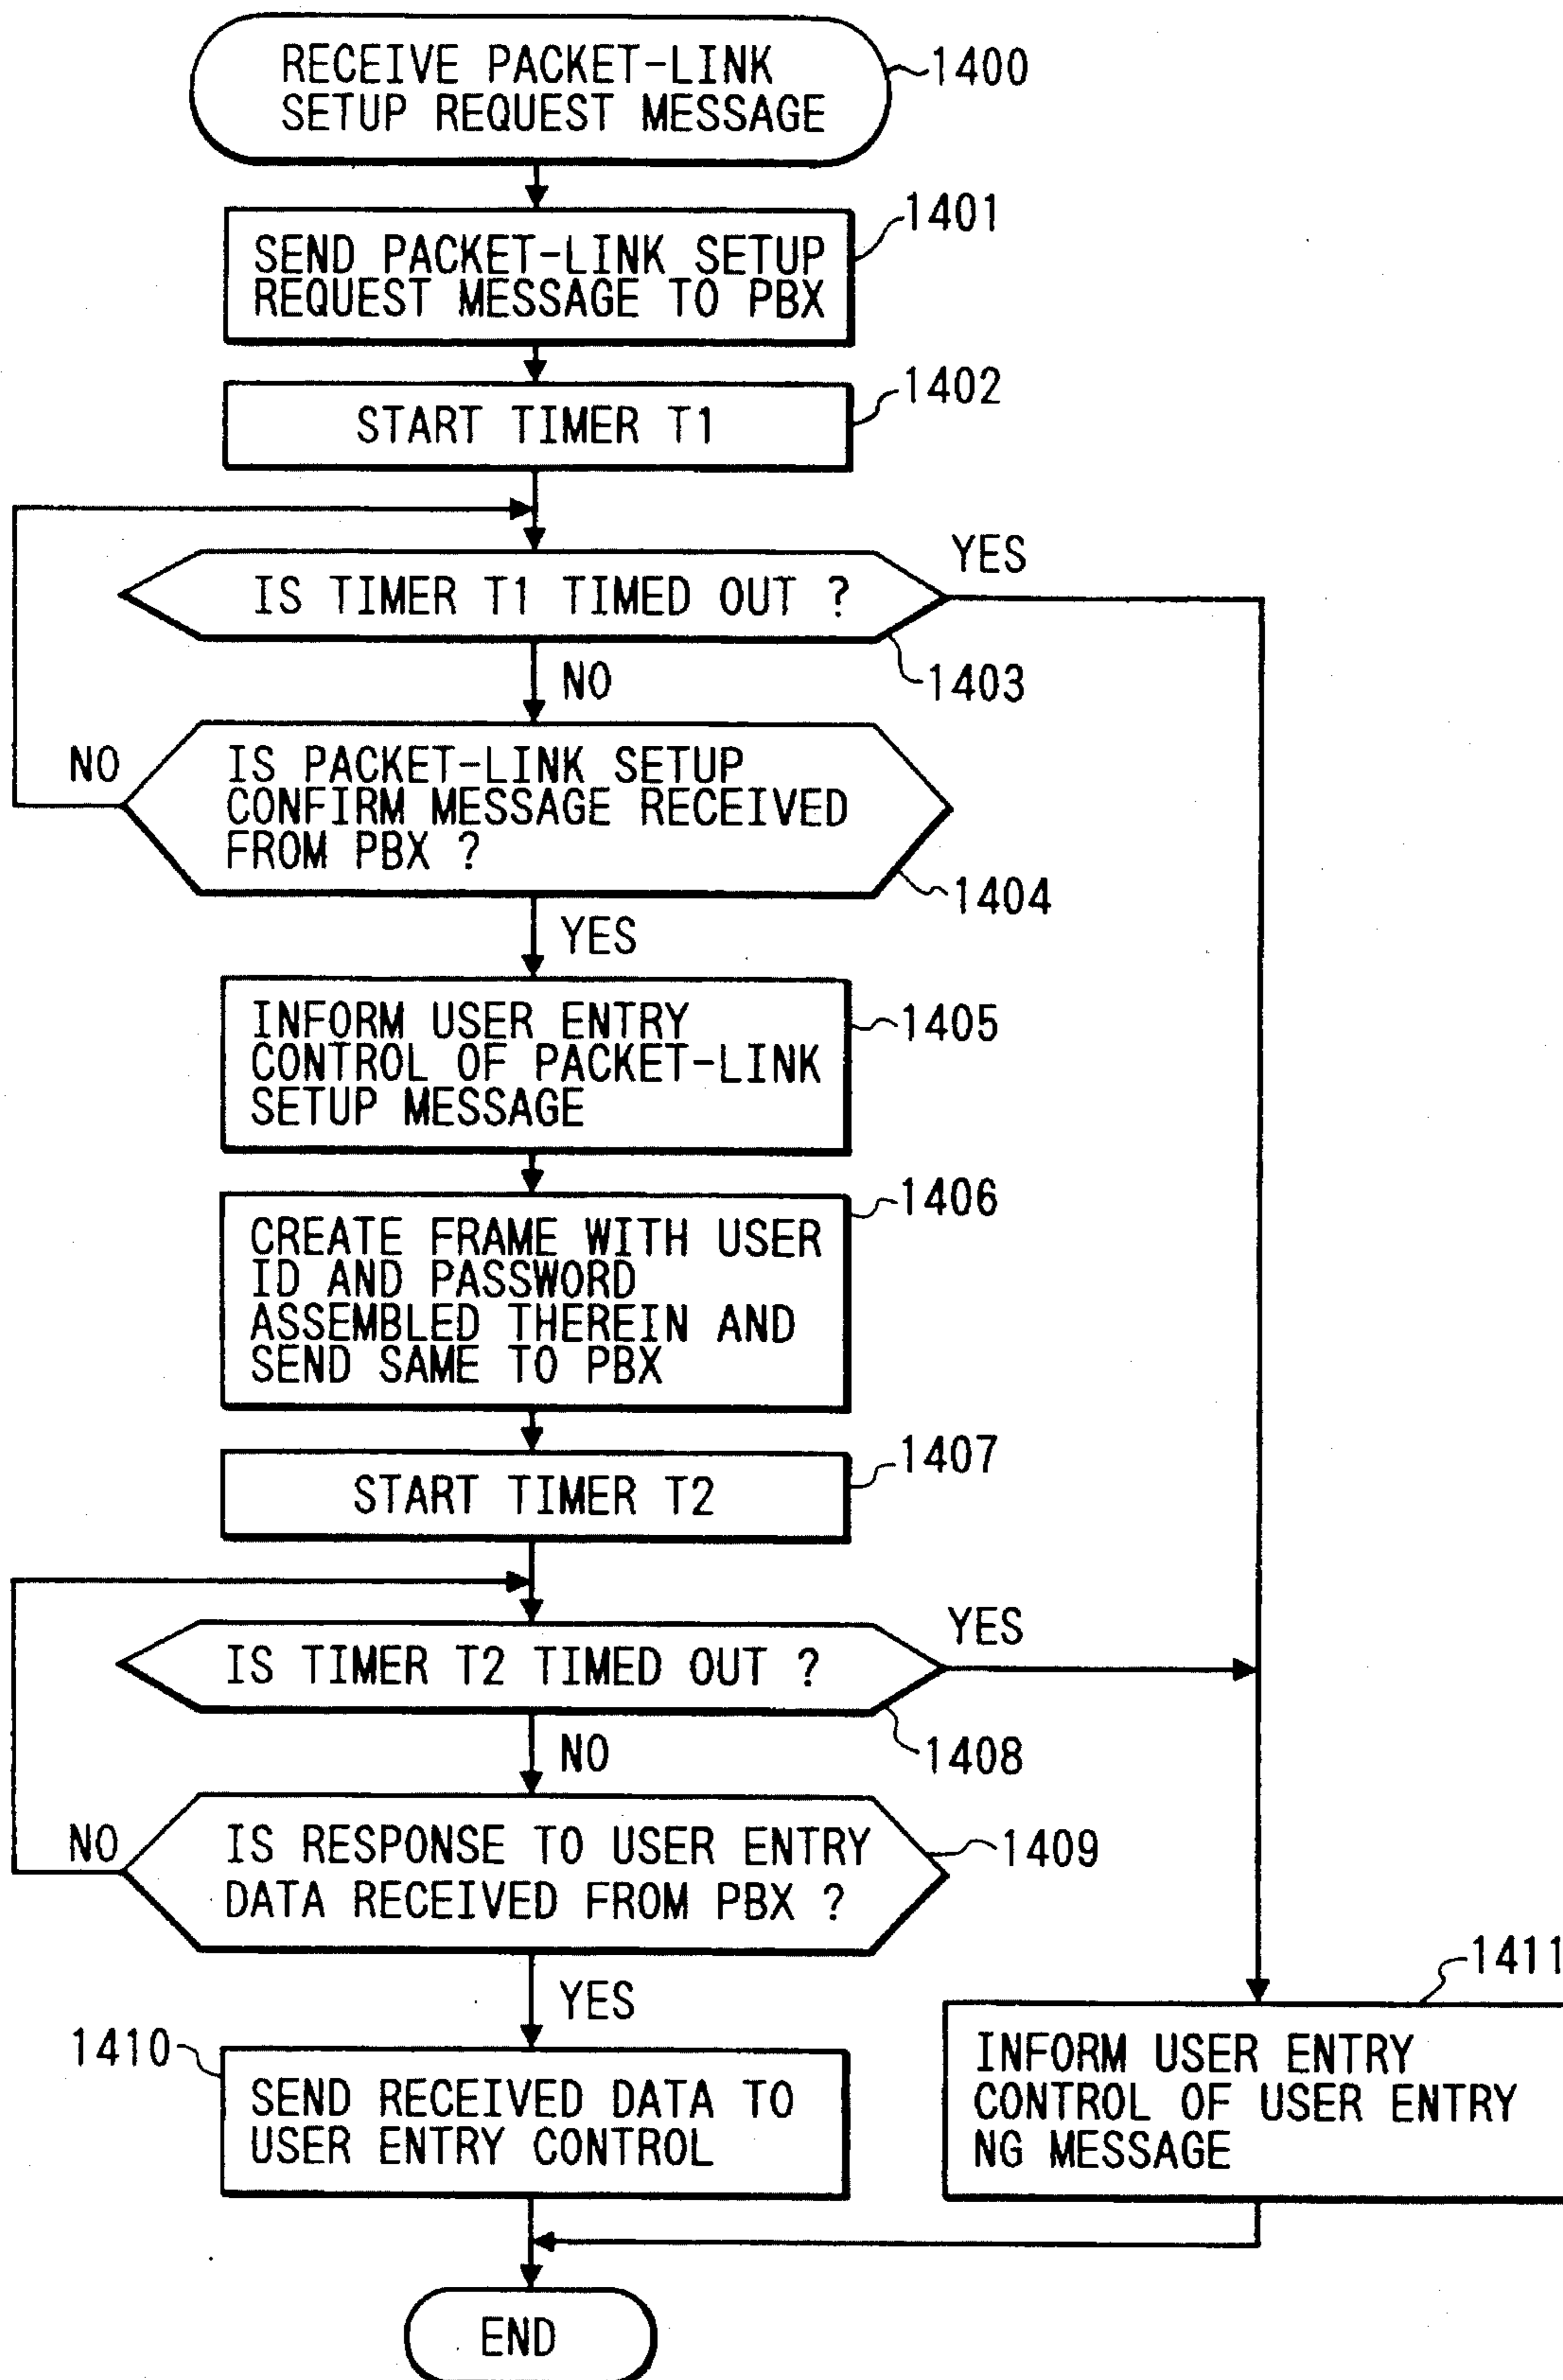 RECEIVE PACKET-LINK
SETUP REQUEST MESSAGE
1400
SEND PACKET-LINK SETUP
REQUEST MESSAGE TO PBX
1401
START TIMER T1
1402
IS TIMER T1 TIMED OUT ?
YES
1403
NO
IS PACKET-LINK SETUP
CONFIRM MESSAGE RECEIVED
FROM PBX ?
NO
1404
YES
INFORM USER ENTRY
CONTROL OF PACKET-LINK
SETUP MESSAGE
1405
CREATE FRAME WITH USER
ID AND PASSWORD
ASSEMBLED THEREIN AND
SEND SAME TO PBX
1406
START TIMER T2
1407
IS TIMER T2 TIMED OUT ?
YES
1408
NO
IS RESPONSE TO USER ENTRY
DATA RECEIVED FROM PBX ?
NO
1409
YES
1410
SEND RECEIVED DATA TO
USER ENTRY CONTROL
1411
INFORM USER ENTRY
CONTROL OF USER ENTRY
NG MESSAGE
END